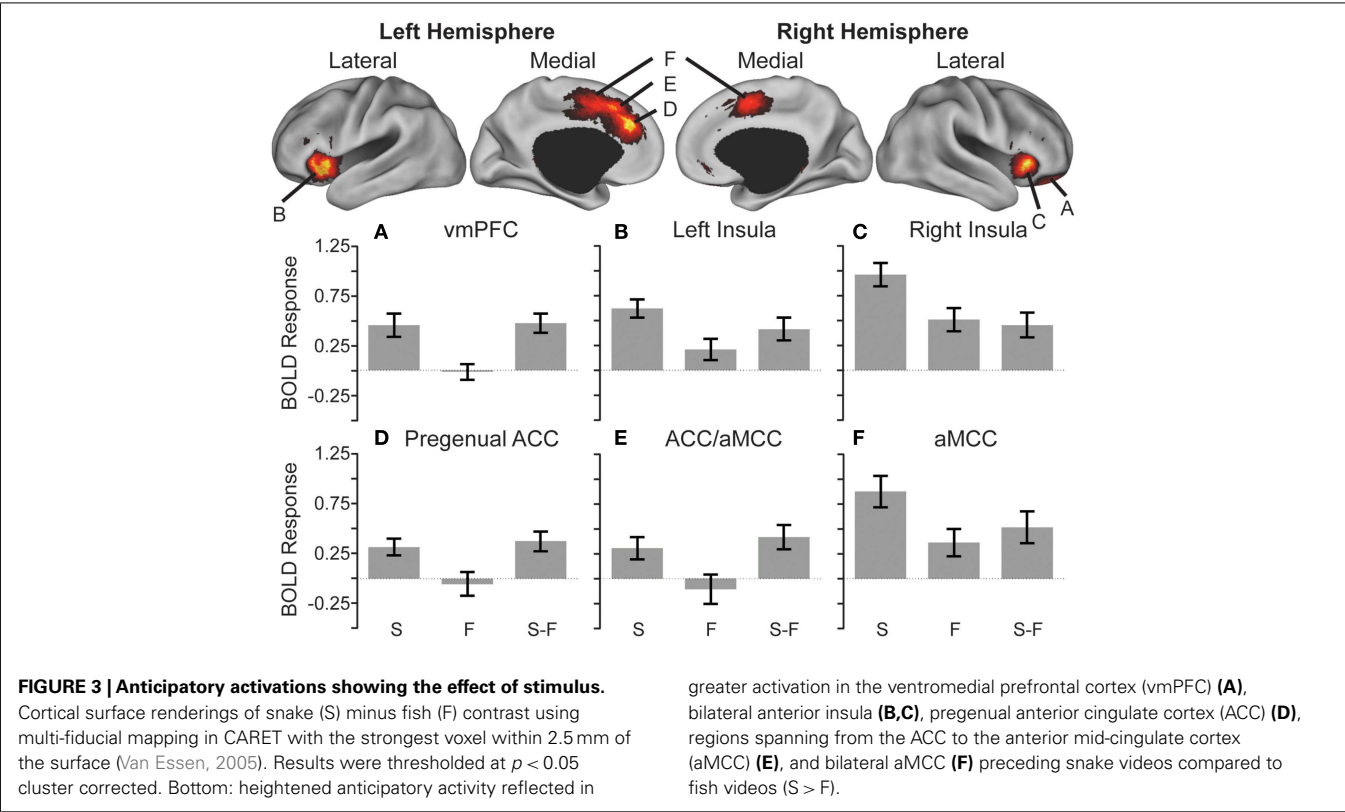 Left Hemisphere Right Hemisphere
Lateral Medial F Medial Lateral
E
D
B C A
A vmPFC B Left Insula C Right Insula
BOLD Response
1.25
0.75
0.25
-0.25
D Pregenual ACC E ACC/aMCC F aMCC
BOLD Response
1.25
0.75
0.25
-0.25
S F S-F S F S-F S F S-F
FIGURE 3 | Anticipatory activations showing the effect of stimulus.
Cortical surface renderings of snake (S) minus fish (F) contrast using
multi-fiducial mapping in CARET with the strongest voxel within 2.5 mm of
the surface (Van Essen, 2005). Results were thresholded at p < 0.05
cluster corrected. Bottom: heightened anticipatory activity reflected in
greater activation in the ventromedial prefrontal cortex (vmPFC) (A),
bilateral anterior insula (B,C), pregenual anterior cingulate cortex (ACC) (D),
regions spanning from the ACC to the anterior mid-cingulate cortex
(aMCC) (E), and bilateral aMCC (F) preceding snake videos compared to
fish videos (S > F).